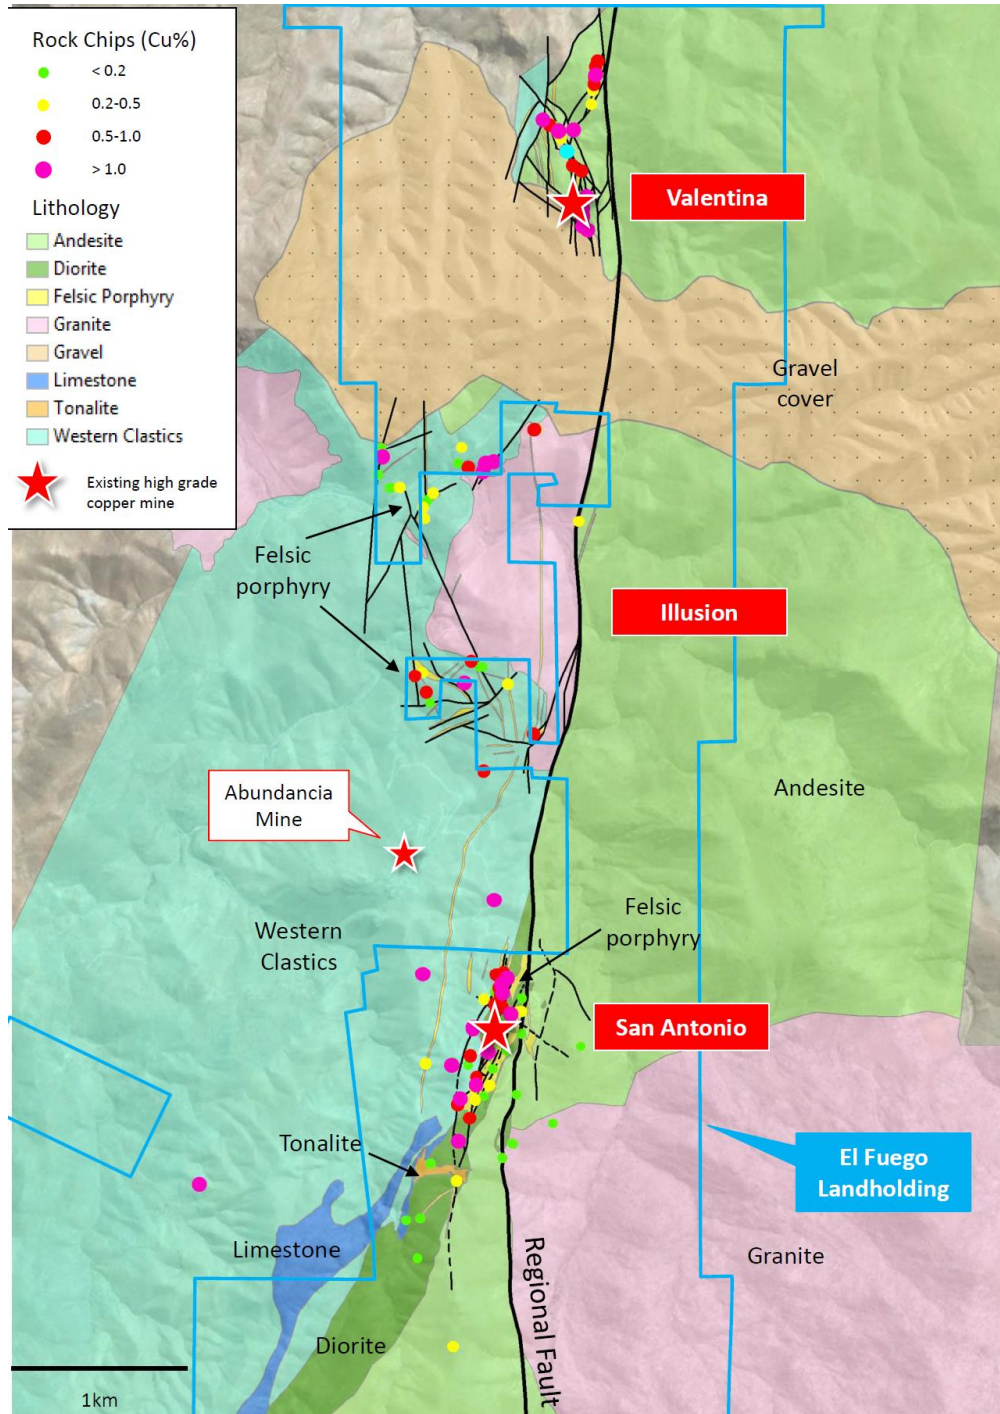 Rock Chips (Cu%)
< 0.2
0.2-0.5
0.5-1.0
> 1.0
Lithology
Andesite
Diorite
Felsic Porphyry
Granite
Gravel
Limestone
Tonalite
Western Clastics
Existing high grade
copper mine
Valentina
Gravel
cover
Felsic
porphyry
Illusion
Abundancia
Mine
Andesite
Felsic
porphyry
Western
Clastics
San Antonio
Tonalite
El Fuego
Landholding
Limestone
Granite
Regional Fault
Diorite
1km